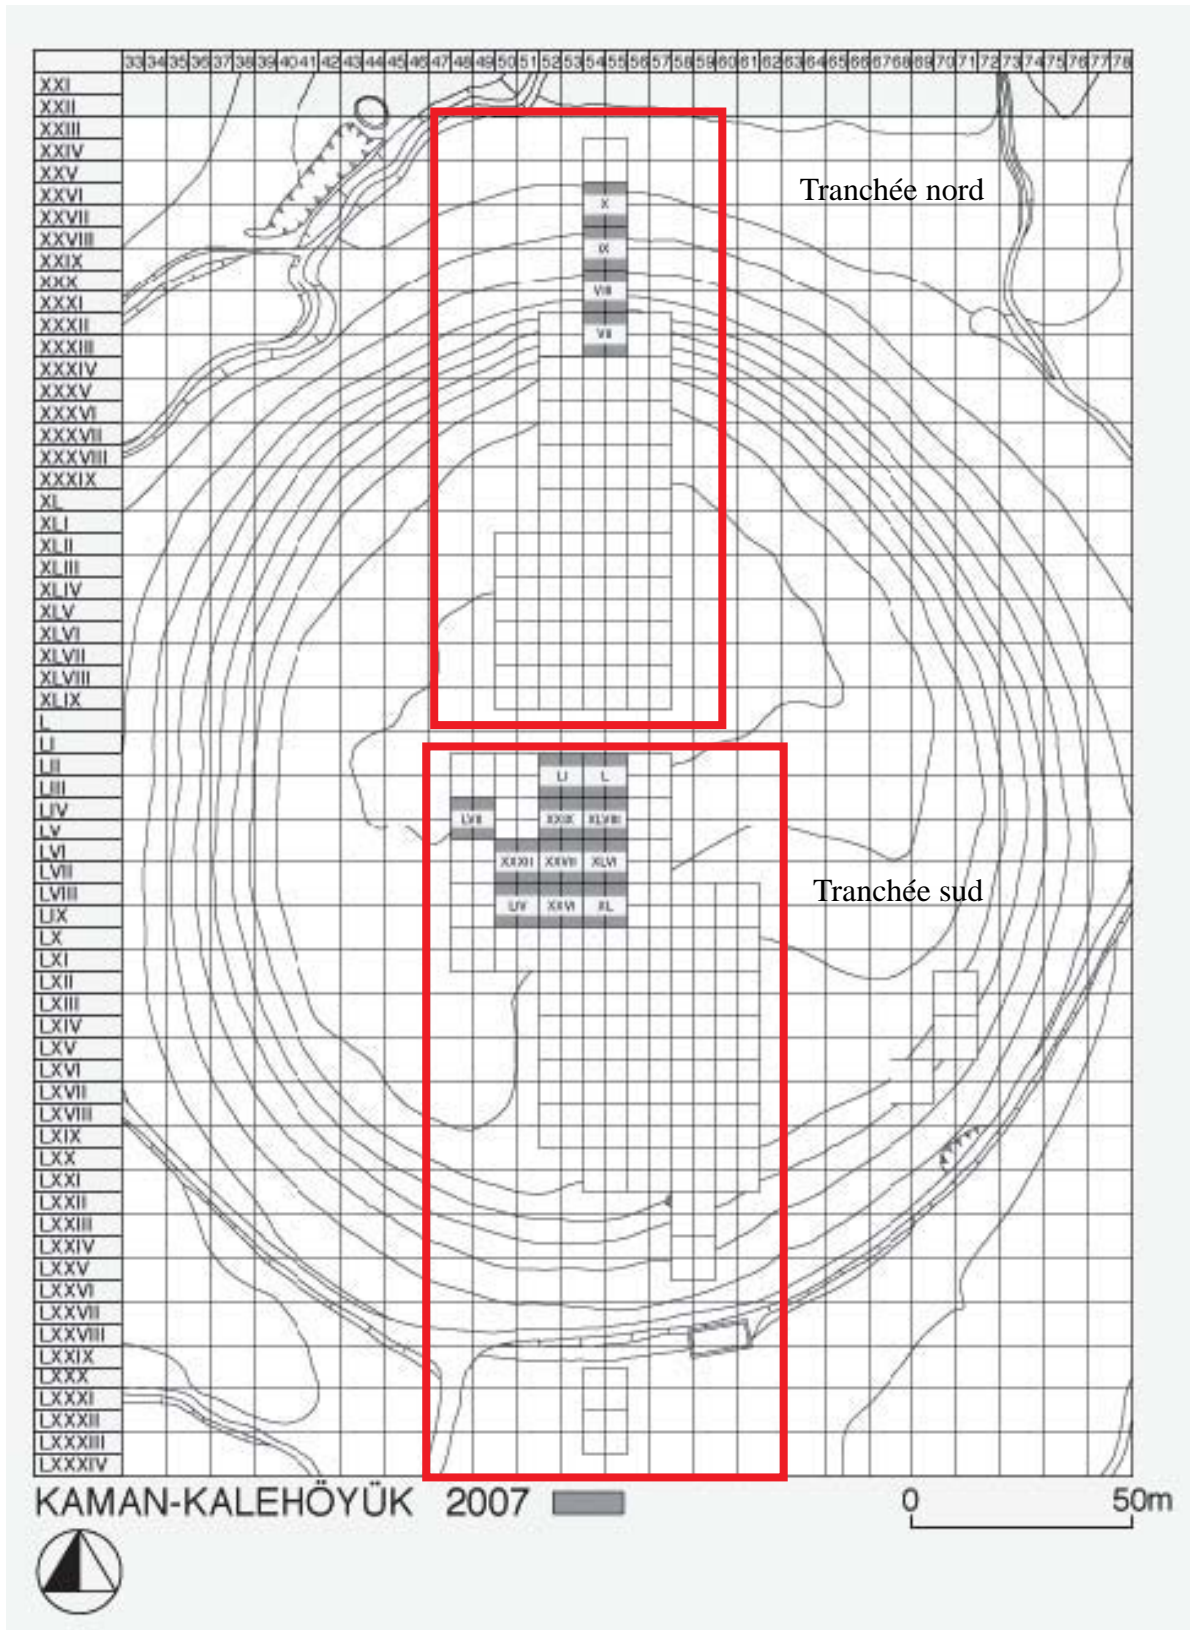 33 34 35 36 37 38 39 40 41 42 43 44 45 46 47 48 49 50 51 52 53 54 55 56 57 58 59 60 61 62 63 64 65 66 67 68 69 70 71 72 73 74 75 76 77 78
XXI
XXII
XXIII
XXIV
XXV
XXVI
XXVII
XXVIII
XXIX
XXX
XXXI
XXXII
XXXIII
XXXIV
XXXV
XXXVI
XXXVII
XXXVIII
XXXIX
XL
XLI
XLII
XLIII
XLIV
XLV
XLVI
XLVII
XLVIII
XLIX
L
LI
LII
LIII
LIV
LV
LVI
LVII
LVIII
LIX
LX
LXI
LXII
LXIII
LXIV
LXV
LXVI
LXVII
LXVIII
LXIX
LXX
LXXI
LXXII
LXXIII
LXXIV
LXXV
LXXVI
LXXVII
LXXVIII
LXXIX
LXXX
LXXXI
LXXXII
LXXXIII
LXXXIV
Tranchée nord
X
IX
VIII
VII
LI L
LVII XXIX XLVIII
XXXII XXVII XLVI
LIV XXVI XL
Tranchée sud
KAMAN-KALEHÖYÜK 2007
0 50m